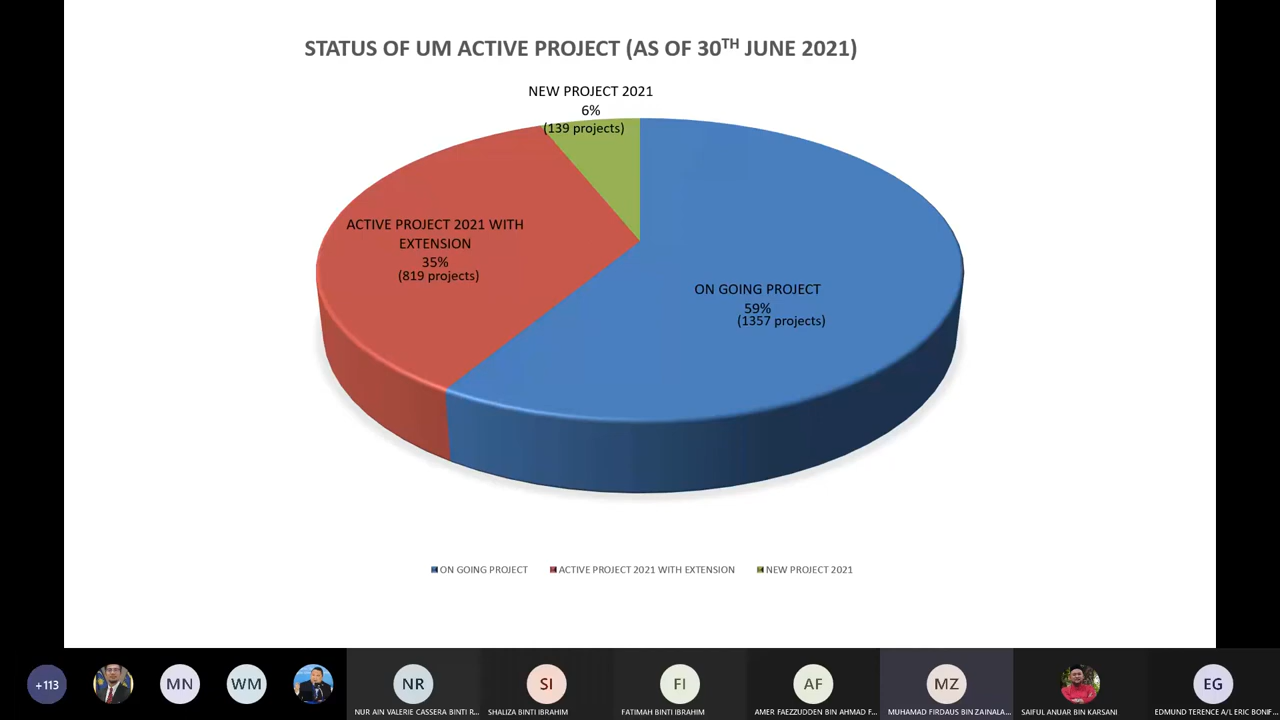 STATUS OF UM ACTIVE PROJECT (AS OF 30TH JUNE 2021)
NEW PROJECT 2021
6%
(139 projects)
ACTIVE PROJECT 2021 WITH
EXTENSION
35%
(819 projects)
ON GOING PROJECT
59%
(1357 projects)
ON GOING PROJECT
ACTIVE PROJECT 2021 WITH EXTENSION
NEW PROJECT 2021
+113
MN
WM
NR
SI
FI
AF
MZ
EG
NUR AIN VALERIE CASSERA BINTI R...
SHALIZA BINTI IBRAHIM
FATIMAH BINTI IBRAHIM
AMER FAEZZUDDEN BIN AHMAD F...
MUHAMAD FIRDAUS BIN ZAINALA...
SAIFUL ANUAR BIN KARSANI
EDMUND TERENCE A/L ERIC BONIF...